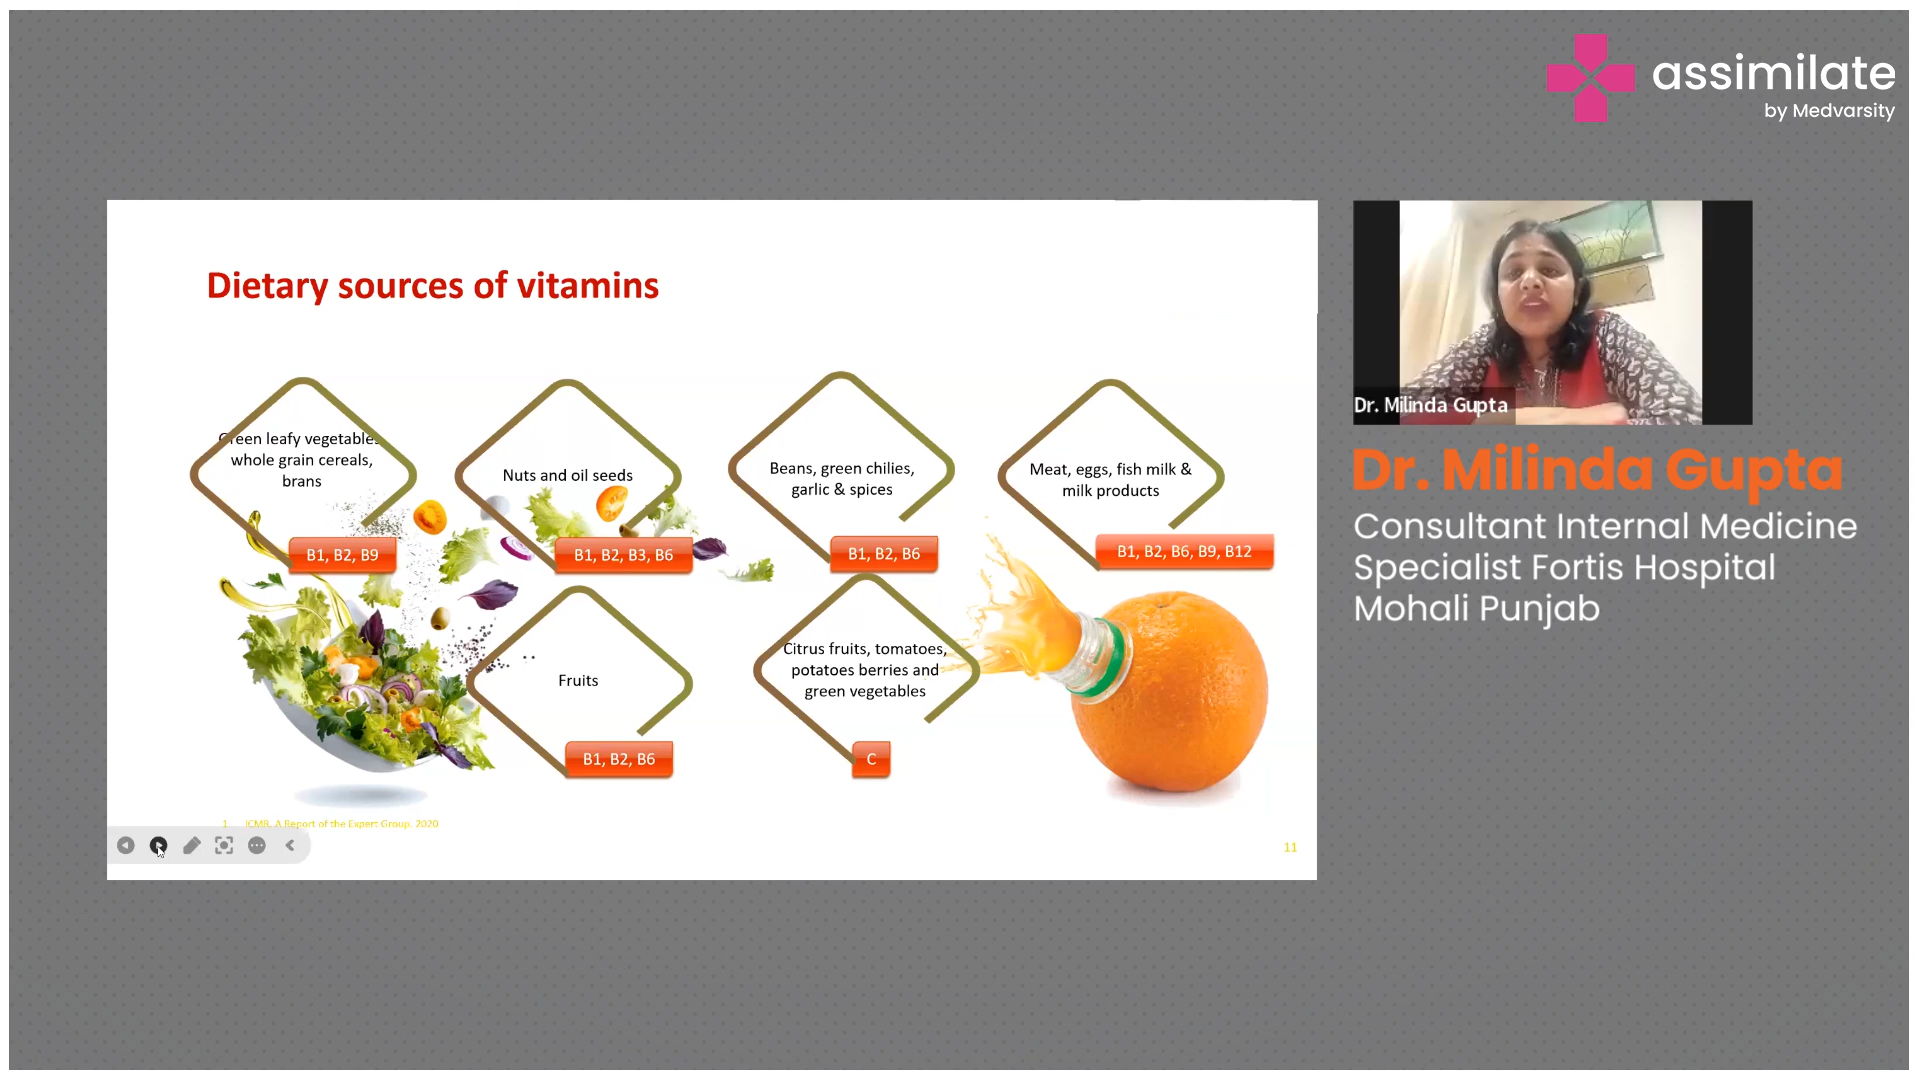 assimilate
by Medvarsity
Dietary sources of vitamins
Green leafy vegetables
whole grain cereals,
brans
B1, B2, B9
Nuts and oil seeds
B1, B2, B3, B6
Beans, green chilies,
garlic & spices
B1, B2, B6
Meat, eggs, fish milk &
milk products
B1, B2, B6, B9, B12
Fruits
B1, B2, B6
Citrus fruits, tomatoes,
potatoes berries and
green vegetables
C
1 ICMR. A Report of the Expert Group. 2020
11
Dr. Milinda Gupta
Dr. Milinda Gupta
Consultant Internal Medicine
Specialist Fortis Hospital
Mohali Punjab